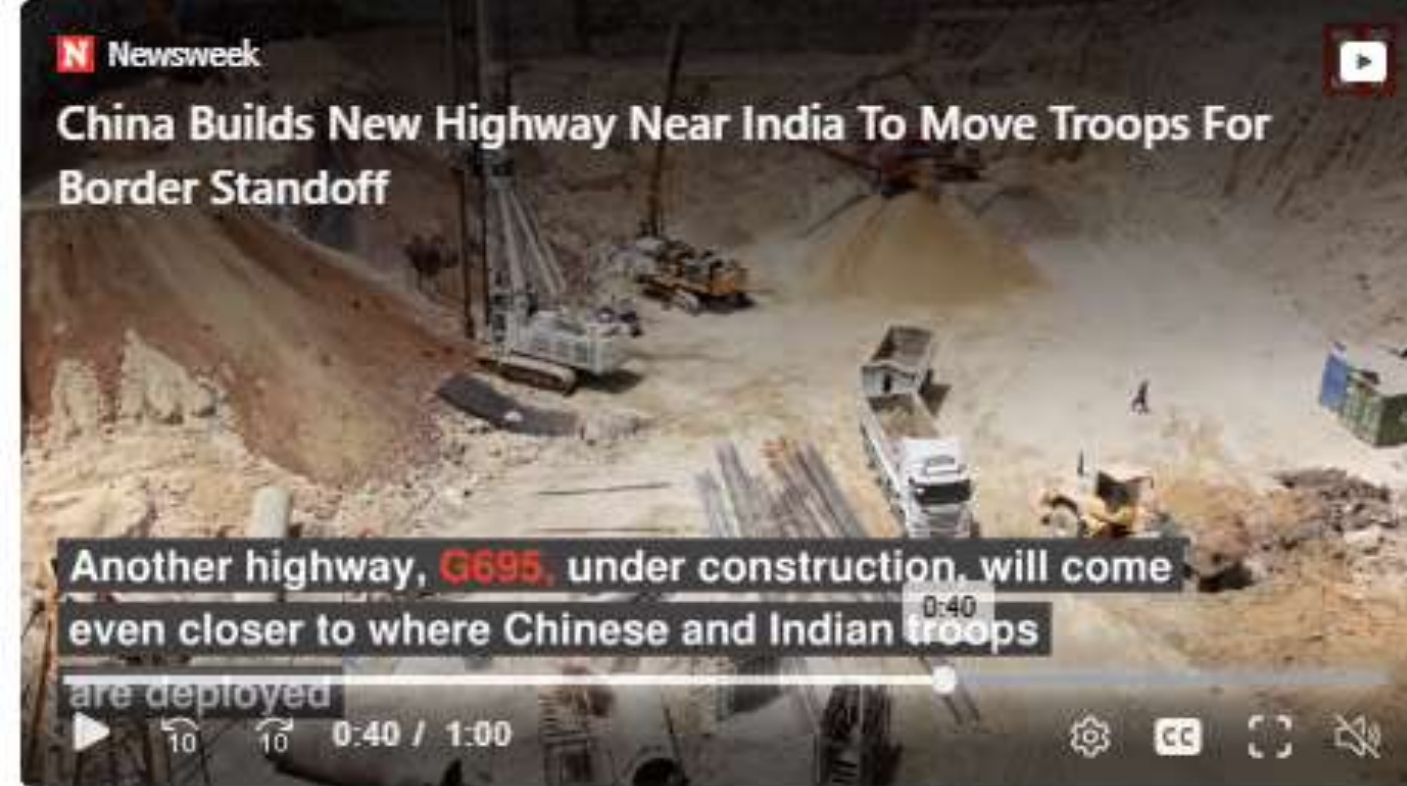 N Newsweek
China Builds New Highway Near India To Move Troops For
Border Standoff
Another highway, G695, under construction, will come
0:40
even closer to where Chinese and Indian troops
are deployed
10 10 0:40 / 1:00 CC